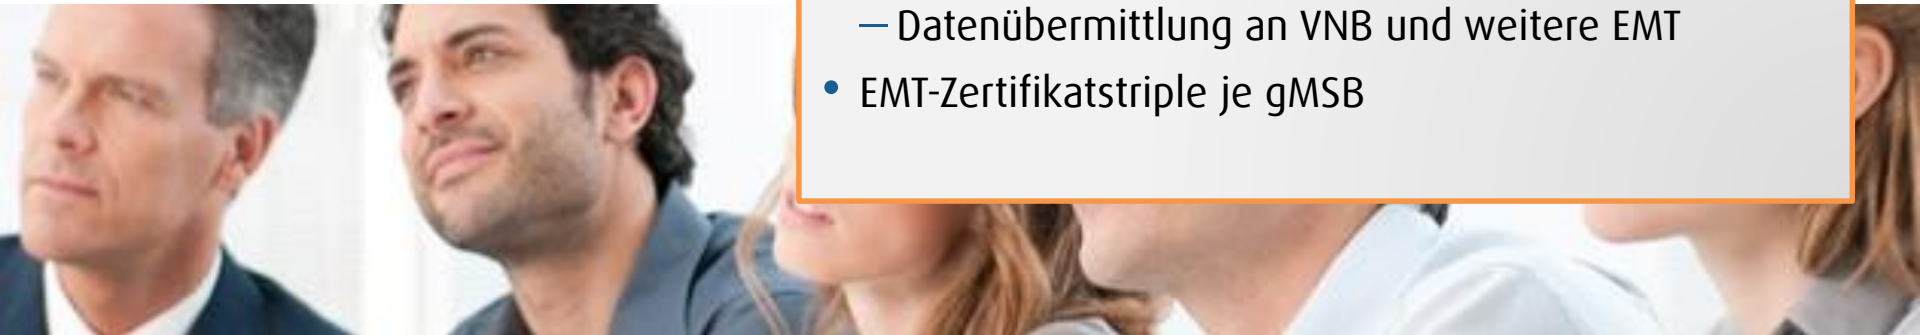 – Datenübermittlung an VNB und weitere EMT
• EMT-Zertifikatstriple je gMSB